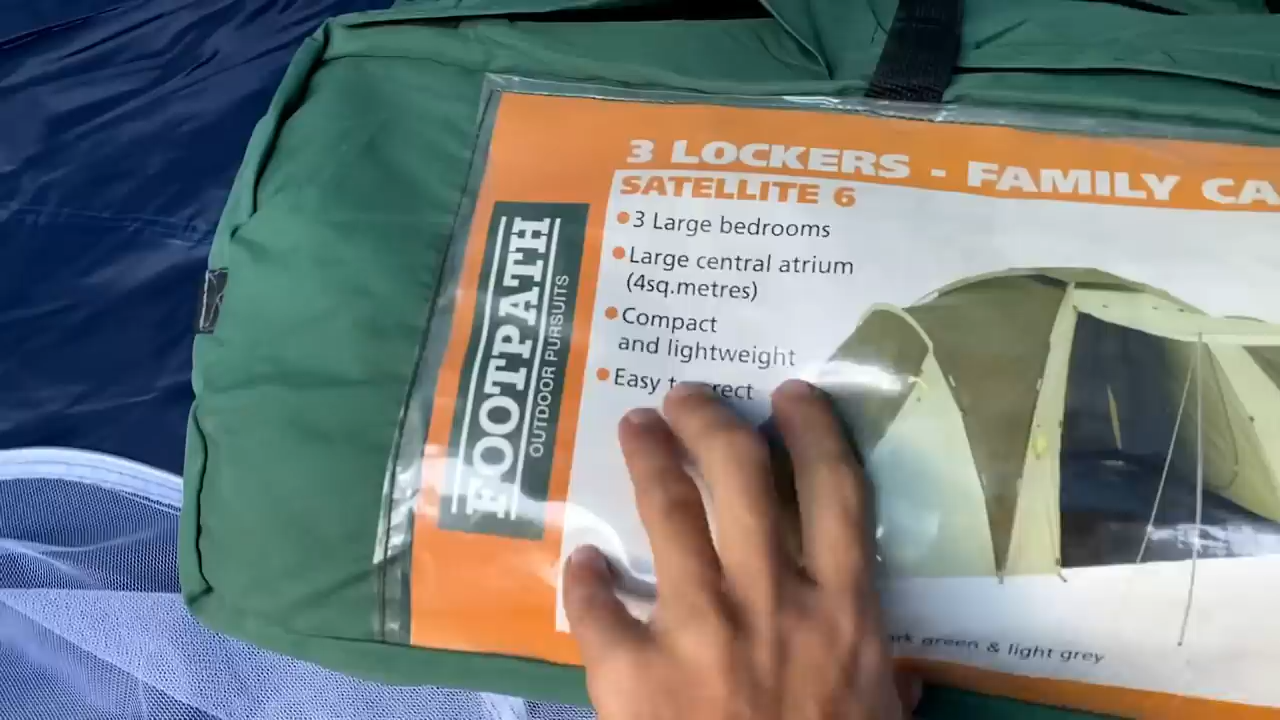 3 LOCKERS - FAMILY CA
SATELLITE 6
3 Large bedrooms
Large central atrium
(4sq.metres)
Compact
and lightweight
Easy
FOOTPATH
OUTDOOR PURSUITS
green & light grey